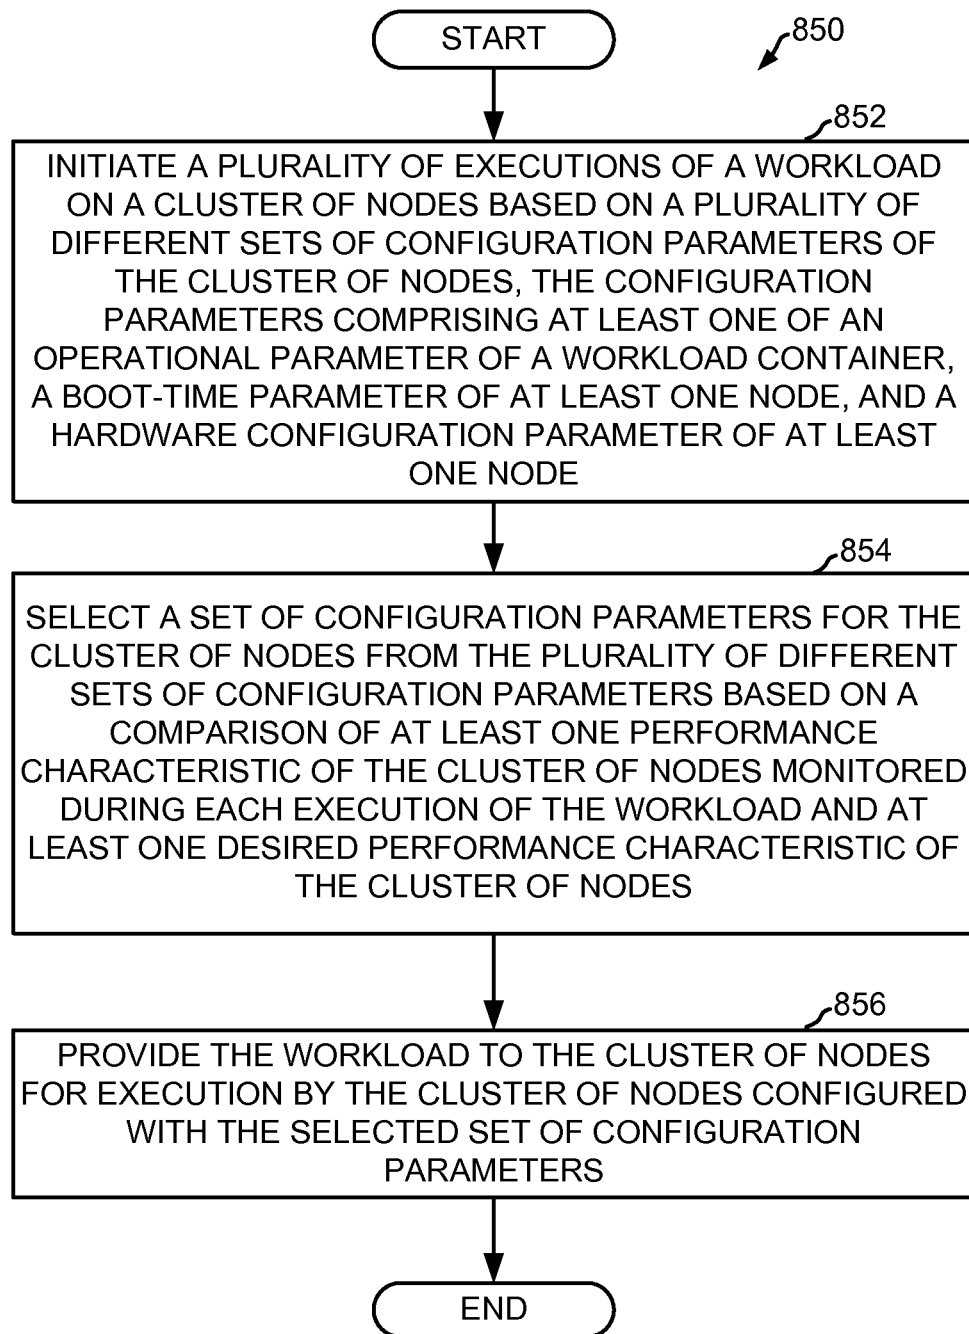 START
850
852
INITIATE A PLURALITY OF EXECUTIONS OF A WORKLOAD
ON A CLUSTER OF NODES BASED ON A PLURALITY OF
DIFFERENT SETS OF CONFIGURATION PARAMETERS OF
THE CLUSTER OF NODES, THE CONFIGURATION
PARAMETERS COMPRISING AT LEAST ONE OF AN
OPERATIONAL PARAMETER OF A WORKLOAD CONTAINER,
A BOOT-TIME PARAMETER OF AT LEAST ONE NODE, AND A
HARDWARE CONFIGURATION PARAMETER OF AT LEAST
ONE NODE
854
SELECT A SET OF CONFIGURATION PARAMETERS FOR THE
CLUSTER OF NODES FROM THE PLURALITY OF DIFFERENT
SETS OF CONFIGURATION PARAMETERS BASED ON A
COMPARISON OF AT LEAST ONE PERFORMANCE
CHARACTERISTIC OF THE CLUSTER OF NODES MONITORED
DURING EACH EXECUTION OF THE WORKLOAD AND AT
LEAST ONE DESIRED PERFORMANCE CHARACTERISTIC OF
THE CLUSTER OF NODES
856
PROVIDE THE WORKLOAD TO THE CLUSTER OF NODES
FOR EXECUTION BY THE CLUSTER OF NODES CONFIGURED
WITH THE SELECTED SET OF CONFIGURATION
PARAMETERS
END